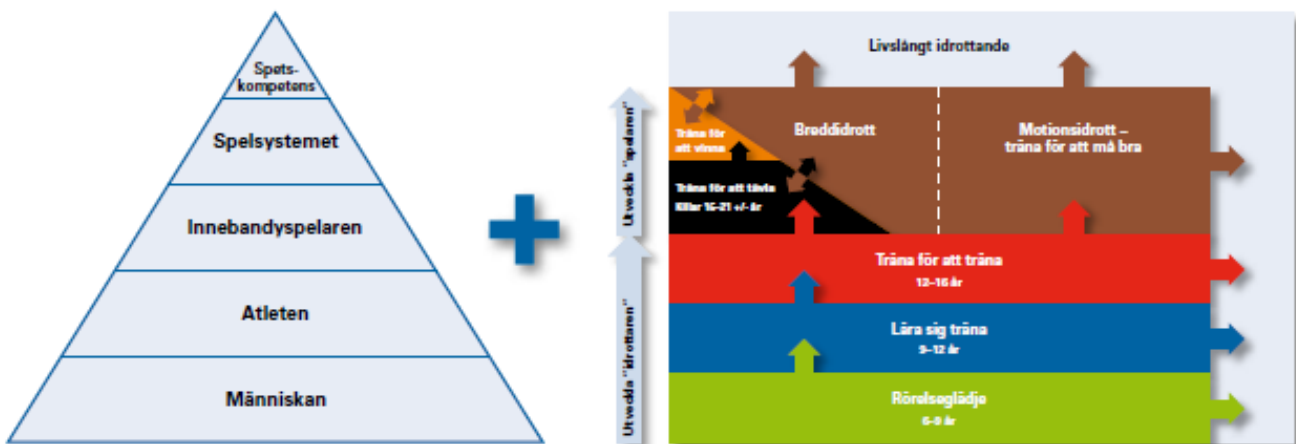 Spets-
kompetens
Spelsystemet
Innebandyspelaren
Atleten
Människan
Utveckla "spelaren"
Utveckla "idrottaren"
Livslångt idrottande
Träna för
att vinna
Breddidrott
Motionsidrott –
träna för att må bra
Träna för att tävla
Killar 16–21 +/- år
Träna för att träna
12–16 år
Lära sig träna
9–12 år
Rörelseglädje
6–9 år